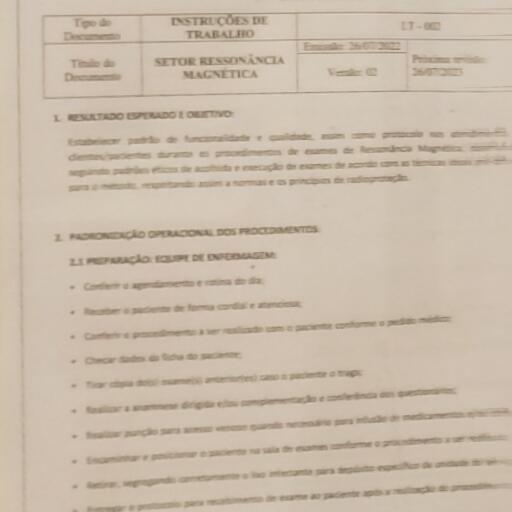 Tipo do Documento
INSTRUÇÕES DE TRABALHO
I.T - 002
Título do Documento
SETOR RESSONÂNCIA MAGNÉTICA
Emissão: 26/07/2022
Versão: 02
Próxima revisão: 26/07/2023
1. RESULTADO ESPERADO E OBJETIVO:
Estabelecer padrão de funcionalidade e qualidade, assim como protocolo nos
clientes/pacientes durante os procedimentos de exames de Ressonância Magnética,
seguindo padrões éticos de acolhida e execução de exames de acordo com as técnicas ideais
para o método, respeitando assim a normas e os princípios de radioproteção.
2. PADRONIZAÇÃO OPERACIONAL DOS PROCEDIMENTOS:
2.1 PREPARAÇÃO: EQUIPE DE ENFERMAGEM:
• Conferir o agendamento e rotina do dia;
• Receber o paciente de forma cordial e atenciosa;
• Conferir o procedimento à ser realizado com o paciente conforme o pedido médico;
• Checar dados da ficha do paciente;
• Tirar cópia do(s) exame(s) anterior(es) caso o paciente o traga;
• Realizar a anamnese dirigida e/ou complementação e conferência dos questionários;
• Realizar punção para acesso venoso quando necessário para infusão de medicamentos
• Encaminhar e posicionar o paciente na sala de exames conforme o procedimento a ser realizado;
• Retirar, segregando corretamente o lixo infectante para depósito específico da unidade
• Entregar o protocolo para recebimento de exame ao paciente após a realização do